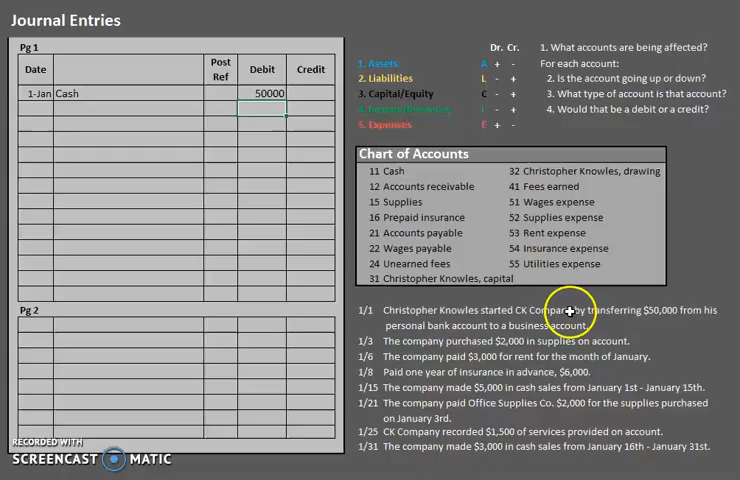 Journal Entries
Pg 1
Date Post Ref Debit Credit
1-Jan Cash 50000
Pg 2
RECORDED WITH
SCREENCAST MATIC
Dr. Cr.
1. Assets A + -
2. Liabilities L - +
3. Capital/Equity C - +
4. Income/Revenues I - +
5. Expenses E + -
1. What accounts are being affected?
For each account:
2. Is the account going up or down?
3. What type of account is that account?
4. Would that be a debit or a credit?
Chart of Accounts
11 Cash 32 Christopher Knowles, drawing
12 Accounts receivable 41 Fees earned
15 Supplies 51 Wages expense
16 Prepaid insurance 52 Supplies expense
21 Accounts payable 53 Rent expense
22 Wages payable 54 Insurance expense
24 Unearned fees 55 Utilities expense
31 Christopher Knowles, capital
1/1 Christopher Knowles started CK Company by transferring $50,000 from his
personal bank account to a business account.
1/3 The company purchased $2,000 in supplies on account.
1/6 The company paid $3,000 for rent for the month of January.
1/8 Paid one year of insurance in advance, $6,000.
1/15 The company made $5,000 in cash sales from January 1st - January 15th.
1/21 The company paid Office Supplies Co. $2,000 for the supplies purchased
on January 3rd.
1/25 CK Company recorded $1,500 of services provided on account.
1/31 The company made $3,000 in cash sales from January 16th - January 31st.